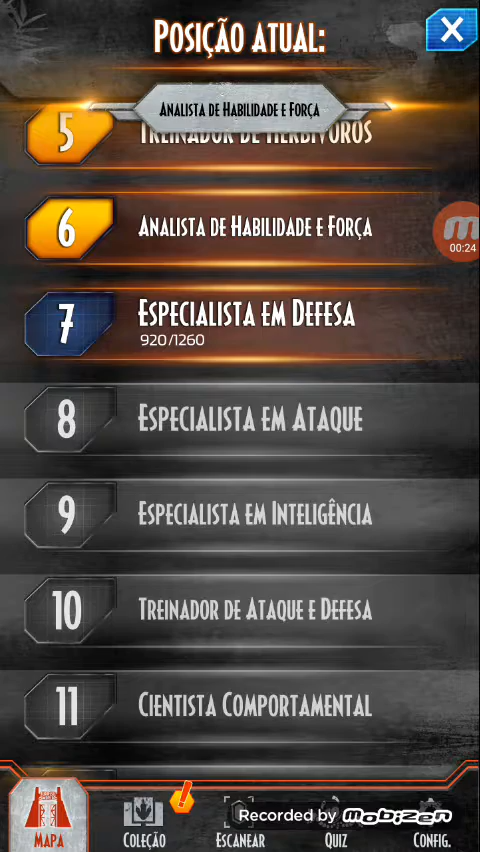 POSIÇÃO ATUAL:
X
ANALISTA DE HABILIDADE E FORÇA
5
TREINADOR DE HERBÍVOROS
6
ANALISTA DE HABILIDADE E FORÇA
00:24
7
ESPECIALISTA EM DEFESA
920/1260
8
ESPECIALISTA EM ATAQUE
9
ESPECIALISTA EM INTELIGÊNCIA
10
TREINADOR DE ATAQUE E DEFESA
11
CIENTISTA COMPORTAMENTAL
Recorded by mobizen
MAPA
COLEÇÃO
ESCANEAR
QUIZ
CONFIG.